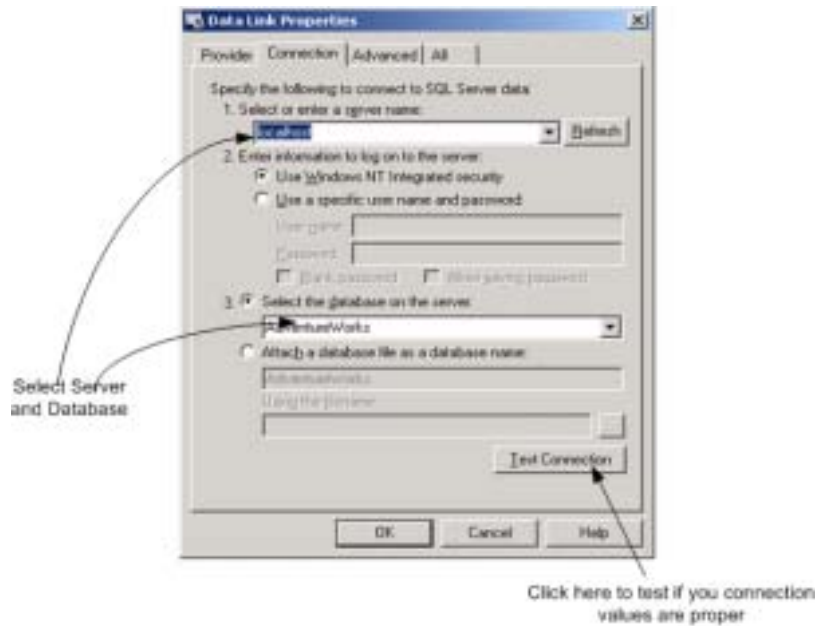 Data Link Properties
Provider Connection Advanced All
Specify the following to connect to SQL Server data:
1. Select or enter a server name:
localhost Refresh
2. Enter information to log on to the server:
Use Windows NT Integrated security
Use a specific user name and password:
User name:
Password:
Blank password Allow saving password
3. Select the database on the server:
AdventureWorks
Attach a database file as a database name:
Adventureworks
Using the filename:
Select Server
and Database
Test Connection
OK Cancel Help
Click here to test if you connection
values are proper